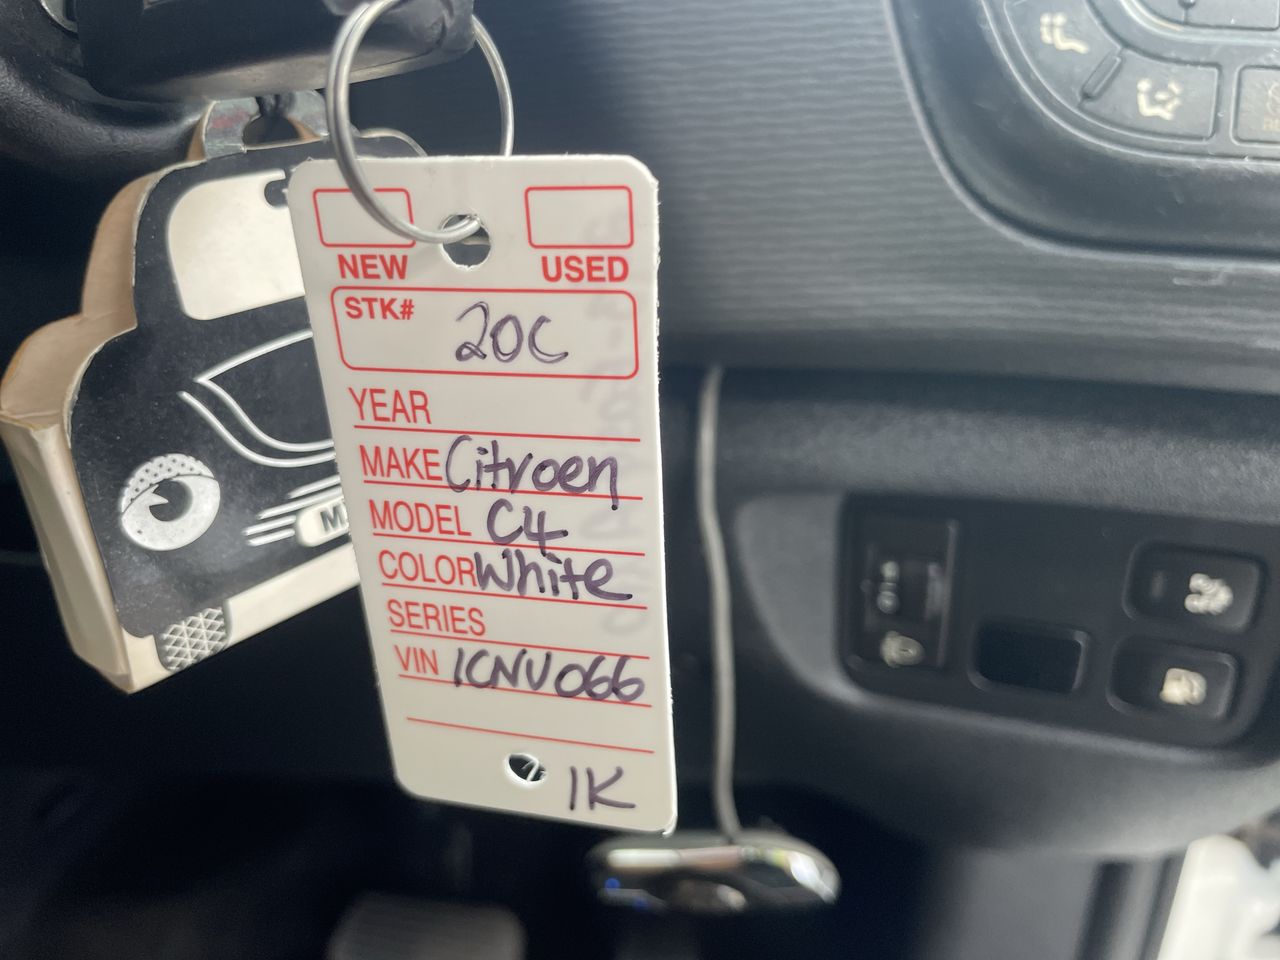 NEW USED
STK# 20C
YEAR
MAKE Citroen
MODEL C4
COLOR White
SERIES
VIN 1CNV066
1K